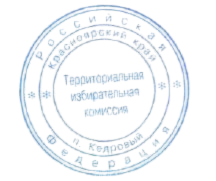 Российская Федерация
Красноярский край
Территориальная
избирательная
комиссия
п. Кедровый